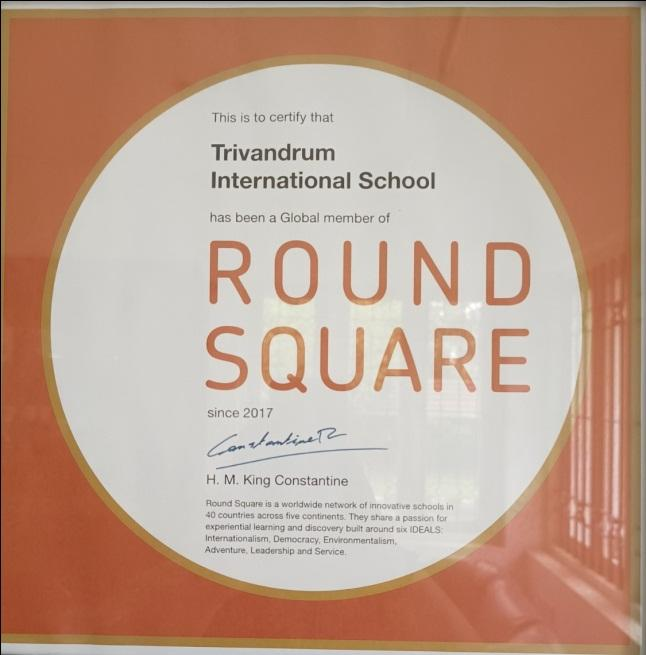 This is to certify that
Trivandrum
International School
has been a Global member of
ROUND
SQUARE
since 2017
Constantine R
H. M. King Constantine
Round Square is a worldwide network of innovative schools in
40 countries across five continents. They share a passion for
experiential learning and discovery built around six IDEALS:
Internationalism, Democracy, Environmentalism,
Adventure, Leadership and Service.